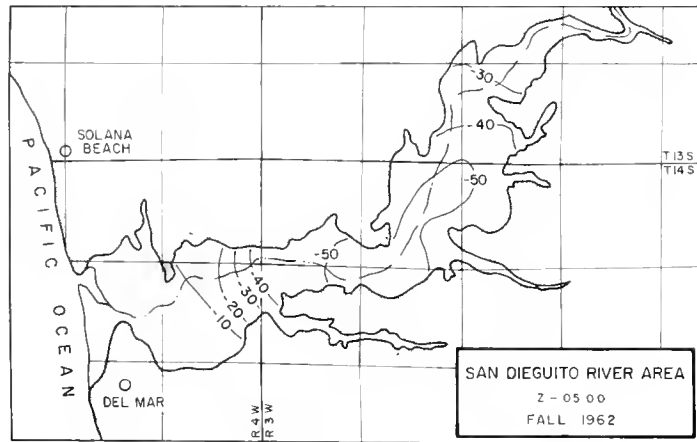 -30
SOLANA
BEACH
-40
T13S
T14S
-50
PACIFIC OCEAN
-50
-40
-30
-20
-10
DEL MAR
R4W
R3W
SAN DIEGUITO RIVER AREA
Z-05 00
FALL 1962